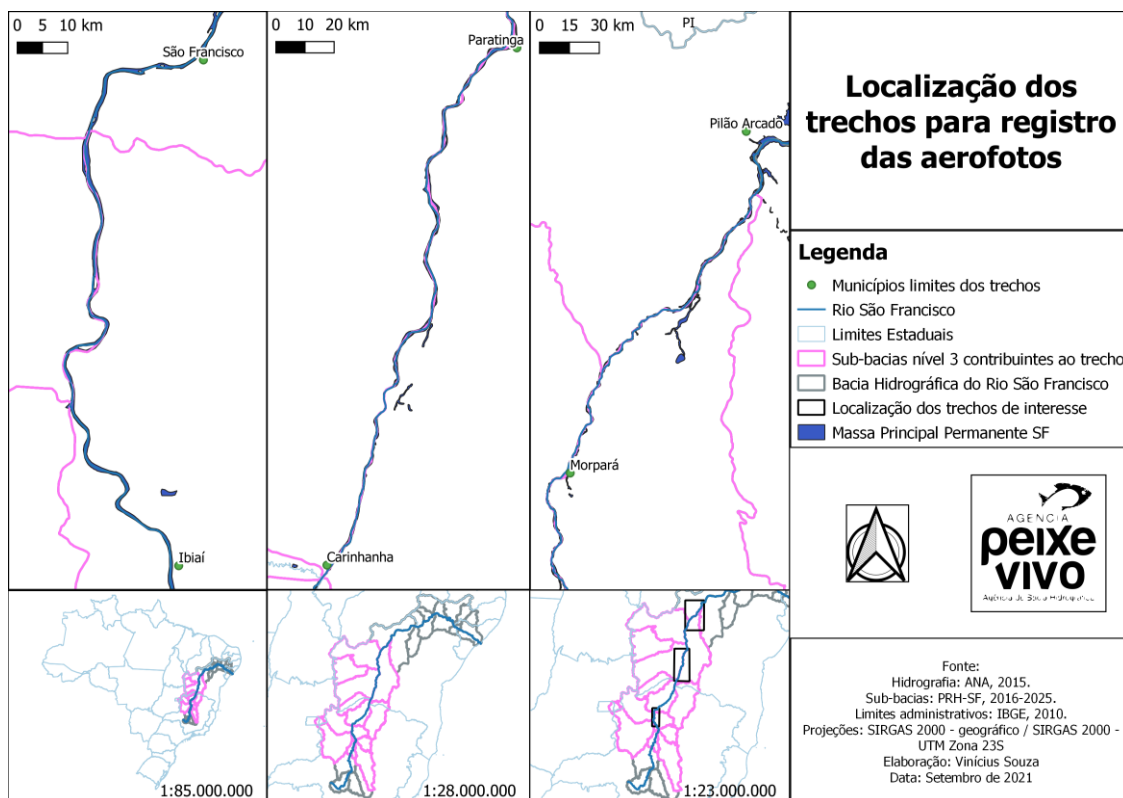 0 5 10 km
São Francisco
Ibiaí
0 10 20 km
Paratinga
Carinhanha
0 15 30 km
PI
Pilão Arcado
Morpará
1:85.000.000
1:28.000.000
1:23.000.000
Localização dos
trechos para registro
das aerofotos
Legenda
Municípios limites dos trechos
Rio São Francisco
Limites Estaduais
Sub-bacias nível 3 contribuintes ao trecho
Bacia Hidrográfica do Rio São Francisco
Localização dos trechos de interesse
Massa Principal Permanente SF
AGENCIA
peixe
VIVO
Agência de Bacia Hidrográfica
Fonte:
Hidrografia: ANA, 2015.
Sub-bacias: PRH-SF, 2016-2025.
Limites administrativos: IBGE, 2010.
Projeções: SIRGAS 2000 - geográfico / SIRGAS 2000 -
UTM Zona 23S
Elaboração: Vinícius Souza
Data: Setembro de 2021